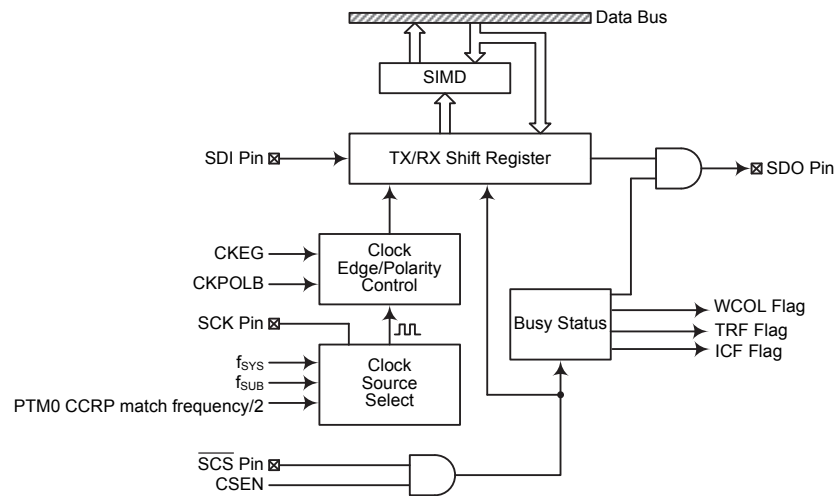 Data Bus
SIMD
SDI Pin
TX/RX Shift Register
SDO Pin
CKEG
CKPOLB
Clock
Edge/Polarity
Control
SCK Pin
Busy Status
WCOL Flag
TRF Flag
ICF Flag
fSYS
fSUB
PTM0 CCRP match frequency/2
Clock
Source
Select
SCS Pin
CSEN